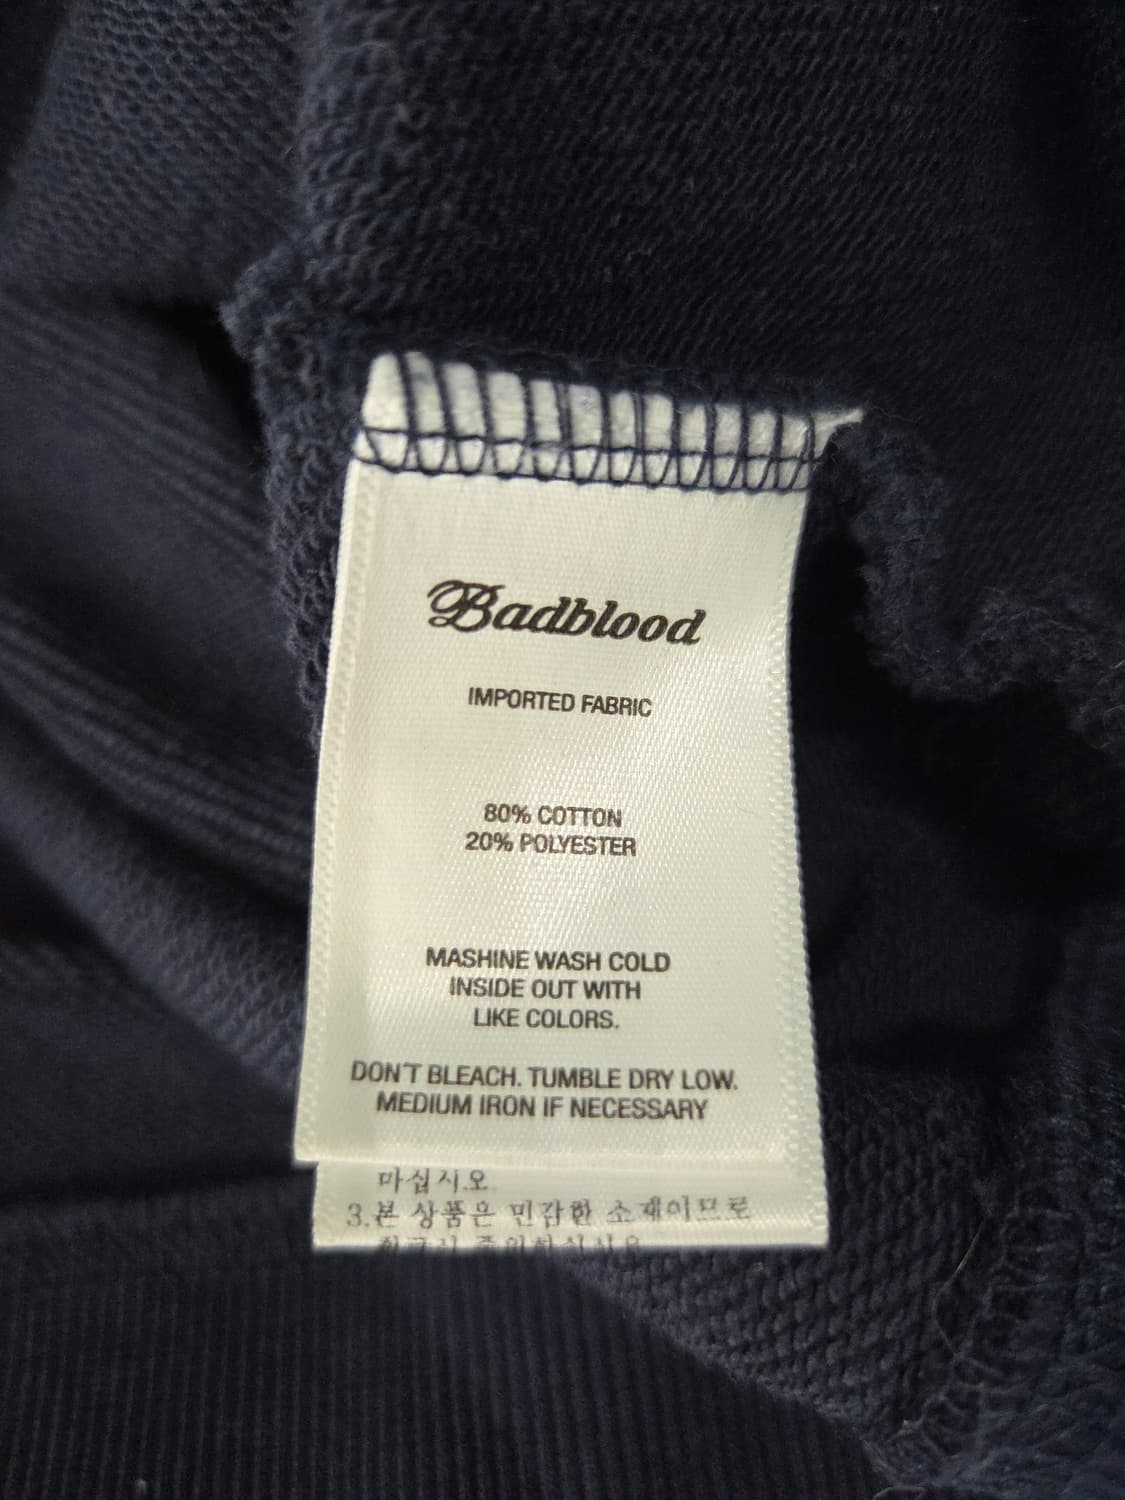 Badblood
IMPORTED FABRIC
80% COTTON
20% POLYESTER
MASHINE WASH COLD
INSIDE OUT WITH
LIKE COLORS.
DON'T BLEACH. TUMBLE DRY LOW.
MEDIUM IRON IF NECESSARY
마십시오
3.본 상품은 민감한 소재이므로